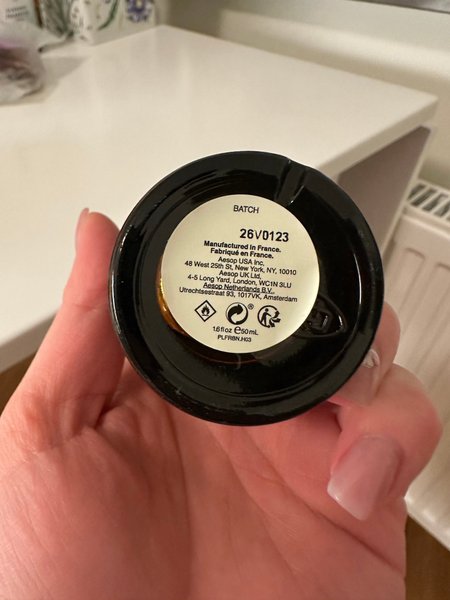 BATCH
26V0123
Manufactured in France.
Fabriqué en France.
Aesop USA Inc.
48 West 25th St, New York, NY, 10010
Aesop UK Ltd.
4-5 Long Yard, London, WC1N 3LU
Aesop Netherlands B.V.
Utrechtsestraat 93, 1017VK, Amsterdam
1.6fl oz ℮50mL
PLFRBN.H03